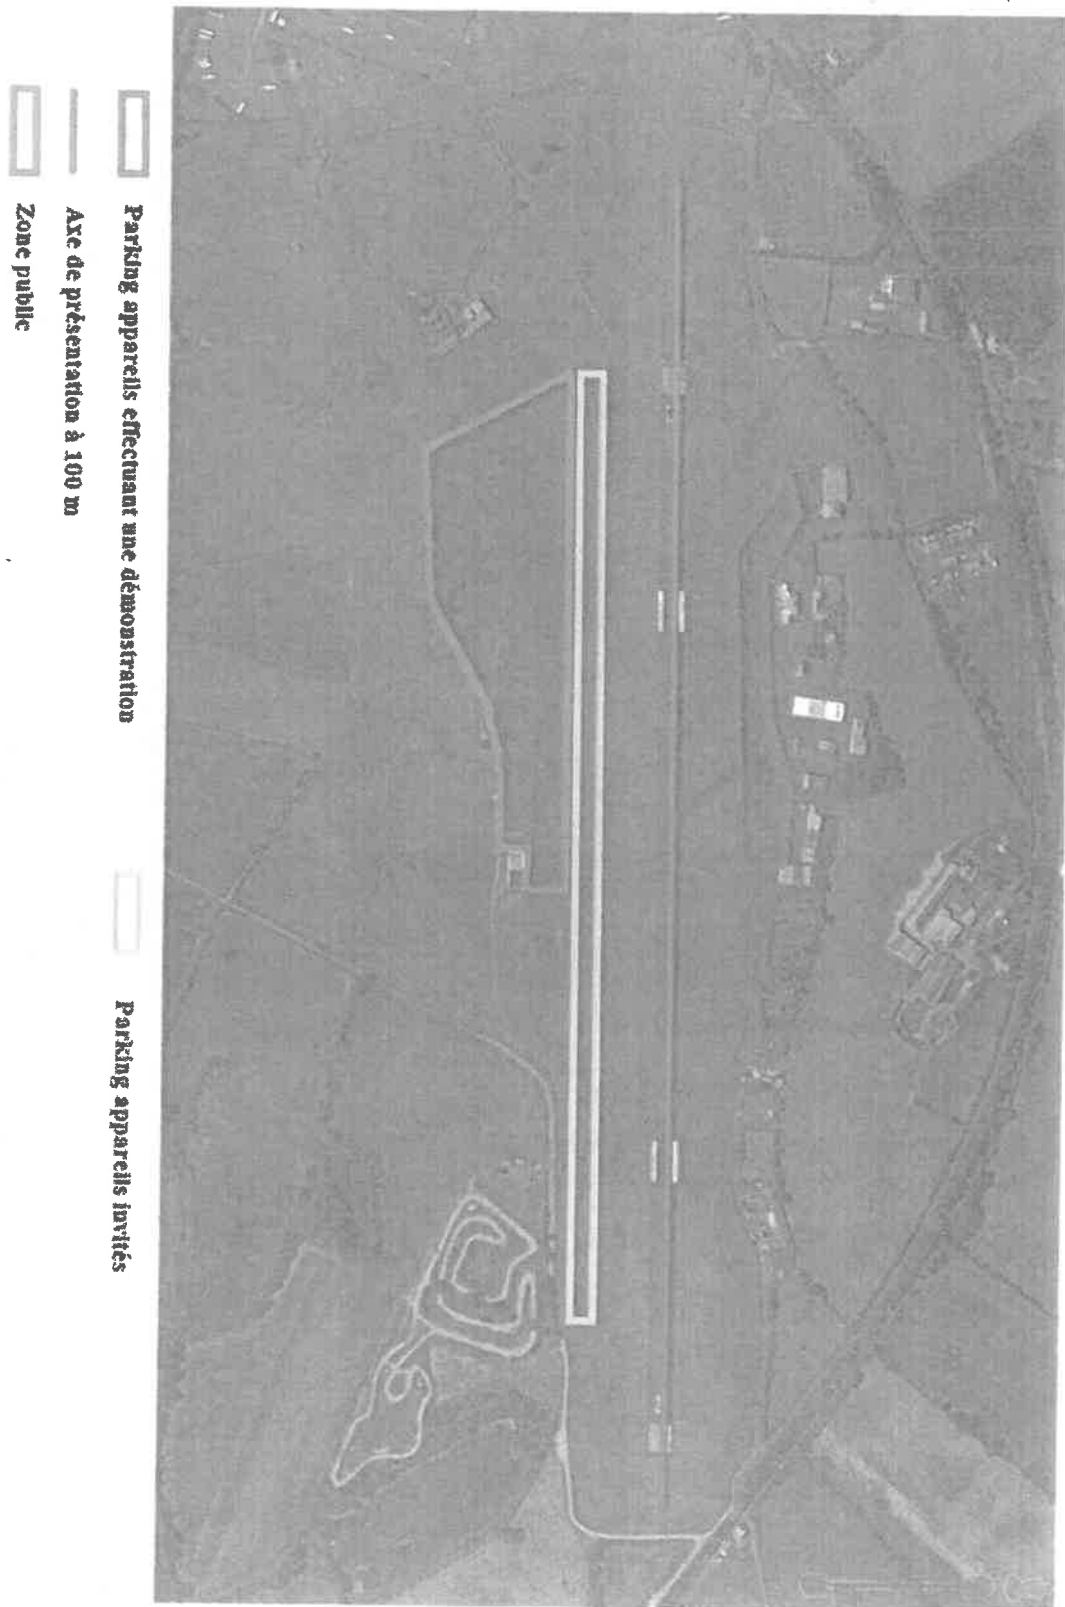 Parking appareils effectuant une démonstration
Parking appareils invités
Axe de présentation à 100 m
Zone public